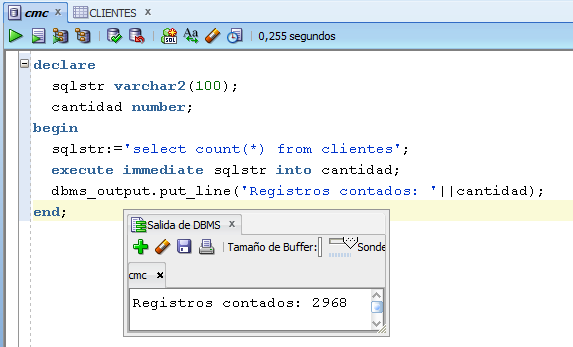 cmc x CLIENTES x
SQL Aa 0,255 segundos
declare
sqlstr varchar2(100);
cantidad number;
begin
sqlstr:='select count(*) from clientes';
execute immediate sqlstr into cantidad;
dbms_output.put_line('Registros contados: '||cantidad);
end;
Salida de DBMS x
Tamaño de Buffer: Sonde
cmc x
Registros contados: 2968